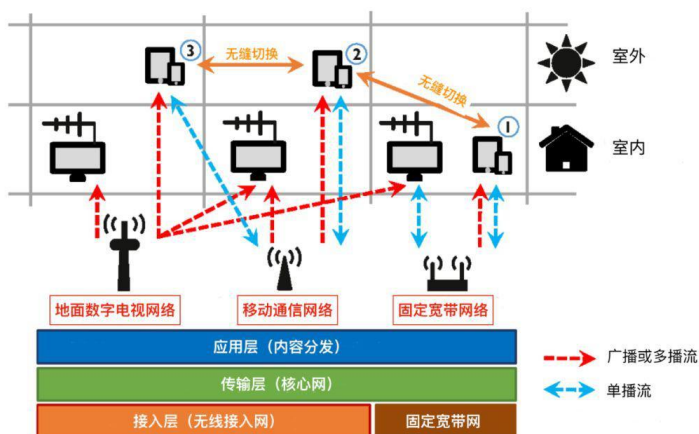 ③
无缝切换
②
无缝切换
①
室外
室内
地面数字电视网络
移动通信网络
固定宽带网络
应用层（内容分发）
传输层（核心网）
接入层（无线接入网）
固定宽带网
广播或多播流
单播流